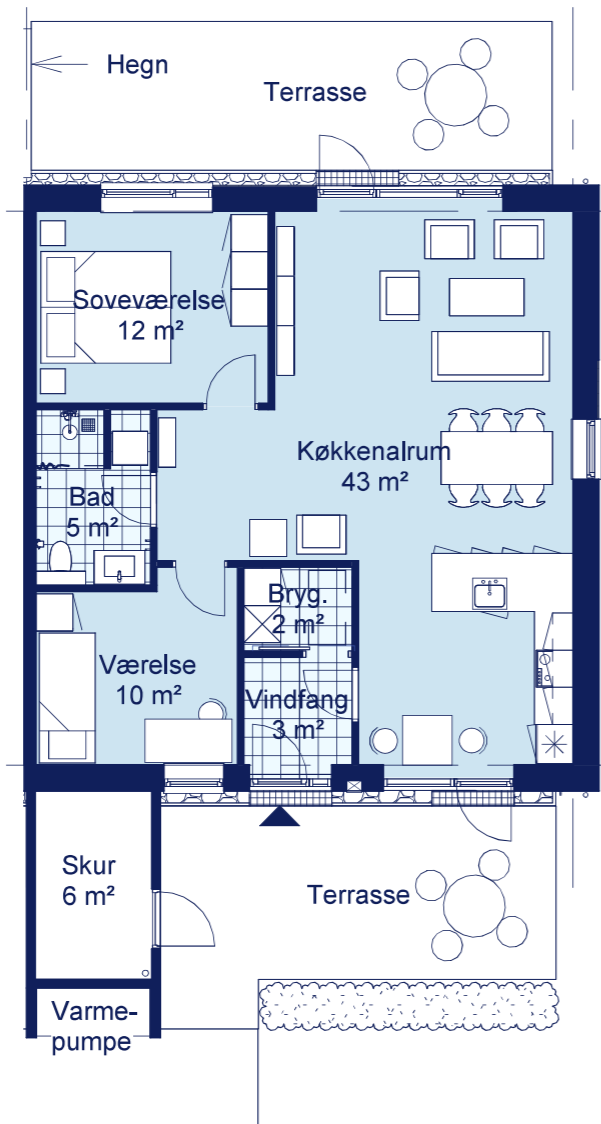 Hegn
Terrasse
Soveværelse
12 m²
Køkkenalrum
43 m²
Bad
5 m²
Bryg.
2 m²
Værelse
10 m²
Vindfang
3 m²
Skur
6 m²
Terrasse
Varme-
pumpe